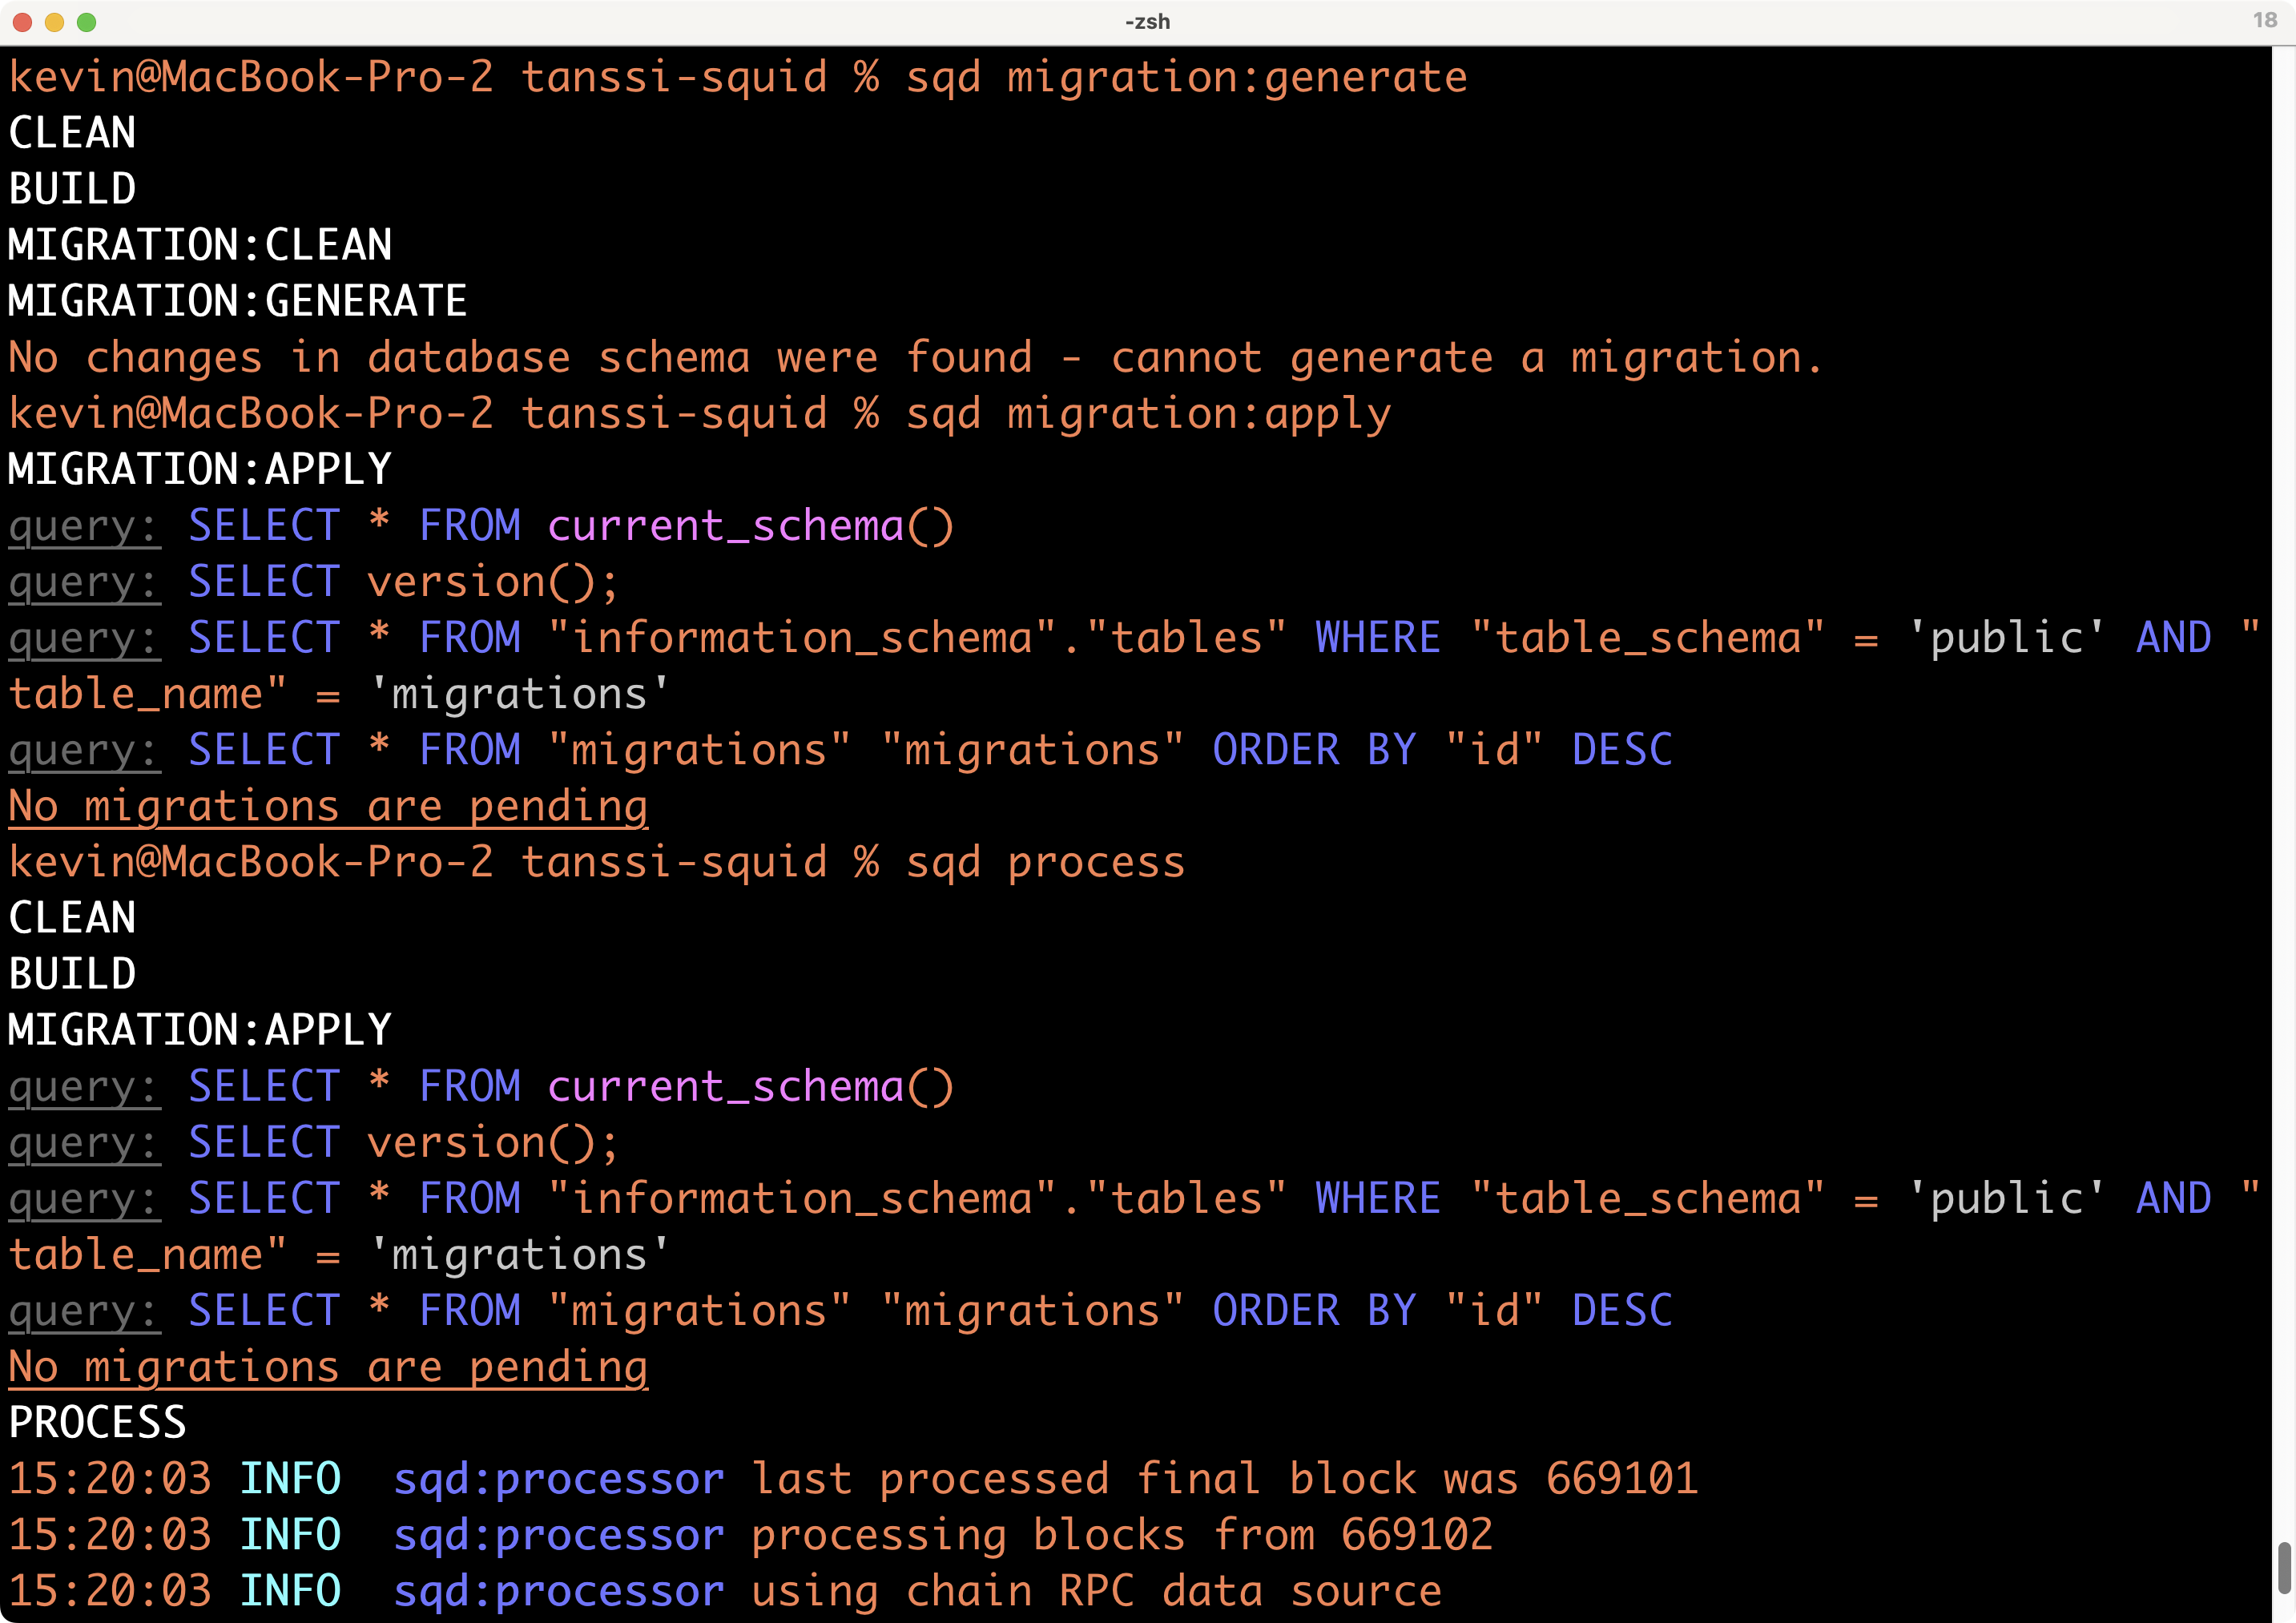 -zsh
18
kevin@MacBook-Pro-2 tanssi-squid % sqd migration:generate
CLEAN
BUILD
MIGRATION:CLEAN
MIGRATION:GENERATE
No changes in database schema were found - cannot generate a migration.
kevin@MacBook-Pro-2 tanssi-squid % sqd migration:apply
MIGRATION:APPLY
query: SELECT * FROM current_schema()
query: SELECT version();
query: SELECT * FROM "information_schema"."tables" WHERE "table_schema" = 'public' AND "
table_name" = 'migrations'
query: SELECT * FROM "migrations" "migrations" ORDER BY "id" DESC
No migrations are pending
kevin@MacBook-Pro-2 tanssi-squid % sqd process
CLEAN
BUILD
MIGRATION:APPLY
query: SELECT * FROM current_schema()
query: SELECT version();
query: SELECT * FROM "information_schema"."tables" WHERE "table_schema" = 'public' AND "
table_name" = 'migrations'
query: SELECT * FROM "migrations" "migrations" ORDER BY "id" DESC
No migrations are pending
PROCESS
15:20:03 INFO  sqd:processor last processed final block was 669101
15:20:03 INFO  sqd:processor processing blocks from 669102
15:20:03 INFO  sqd:processor using chain RPC data source